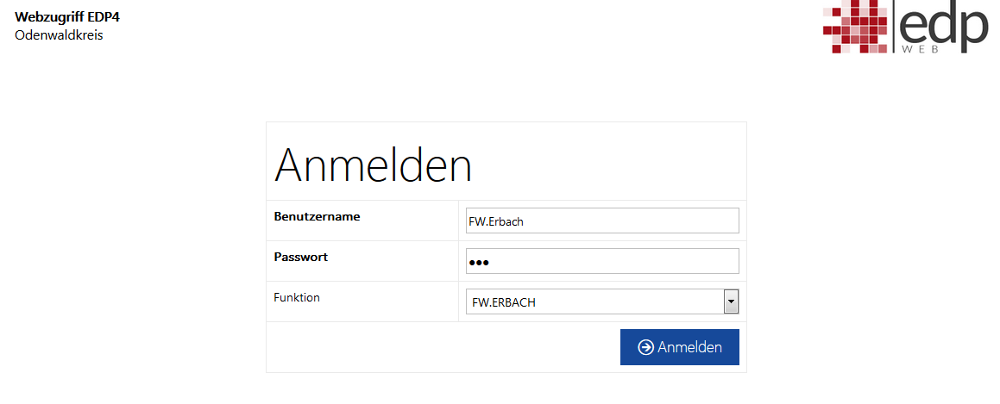 Webzugriff EDP4
Odenwaldkreis
edp
WEB
Anmelden
Benutzername
FW.Erbach
Passwort
●●●
Funktion
FW.ERBACH
Anmelden